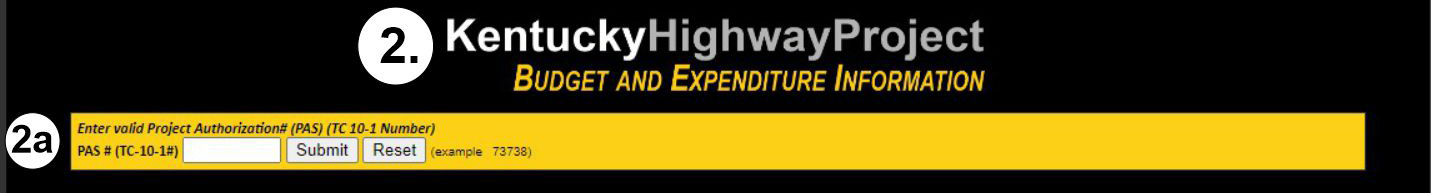 2. KentuckyHighwayProject
BUDGET AND EXPENDITURE INFORMATION
2a
Enter valid Project Authorization# (PAS) (TC 10-1 Number)
PAS # (TC-10-1#) Submit Reset (example 73738)